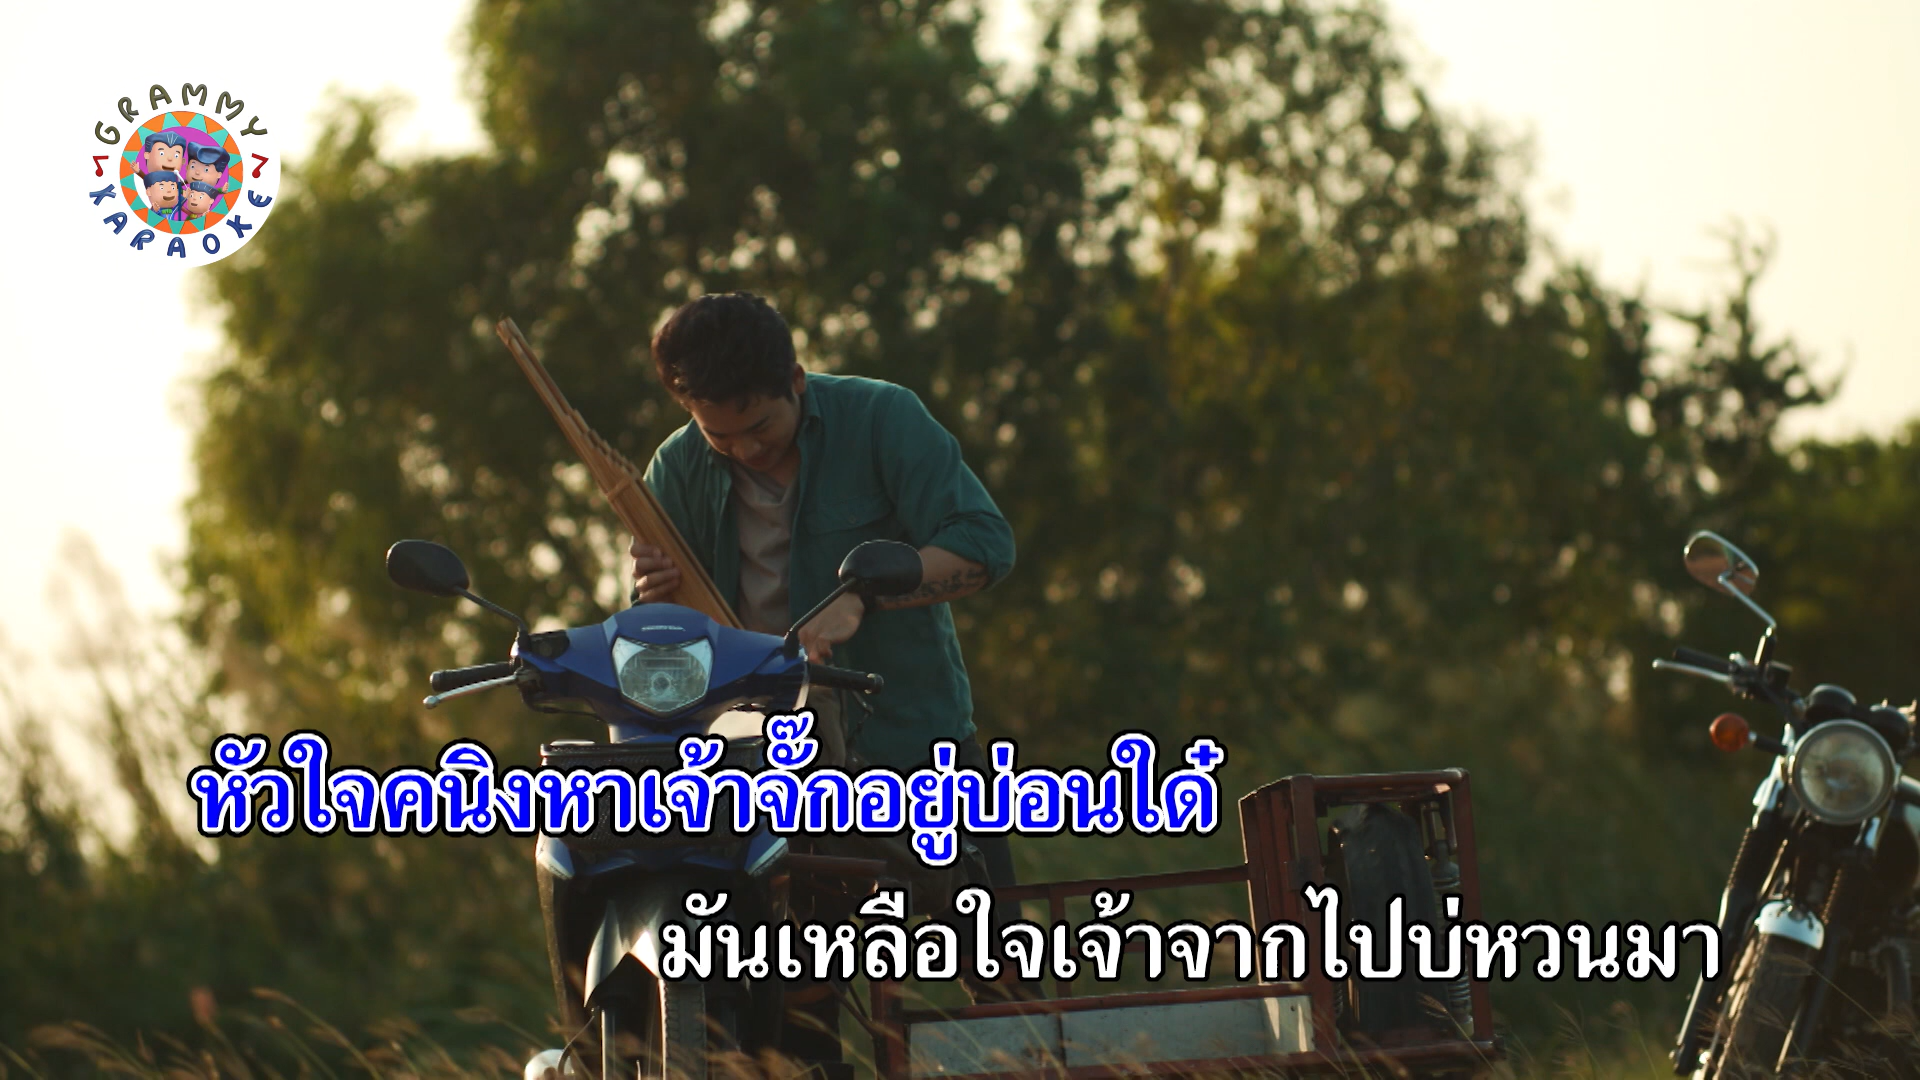 GRAMMY
KARAOKE
HONDA
หัวใจคนิงหาเจ้าจั๊กอยู่บ่อนใด๋
มันเหลือใจเจ้าจากไปบ่หวนมา